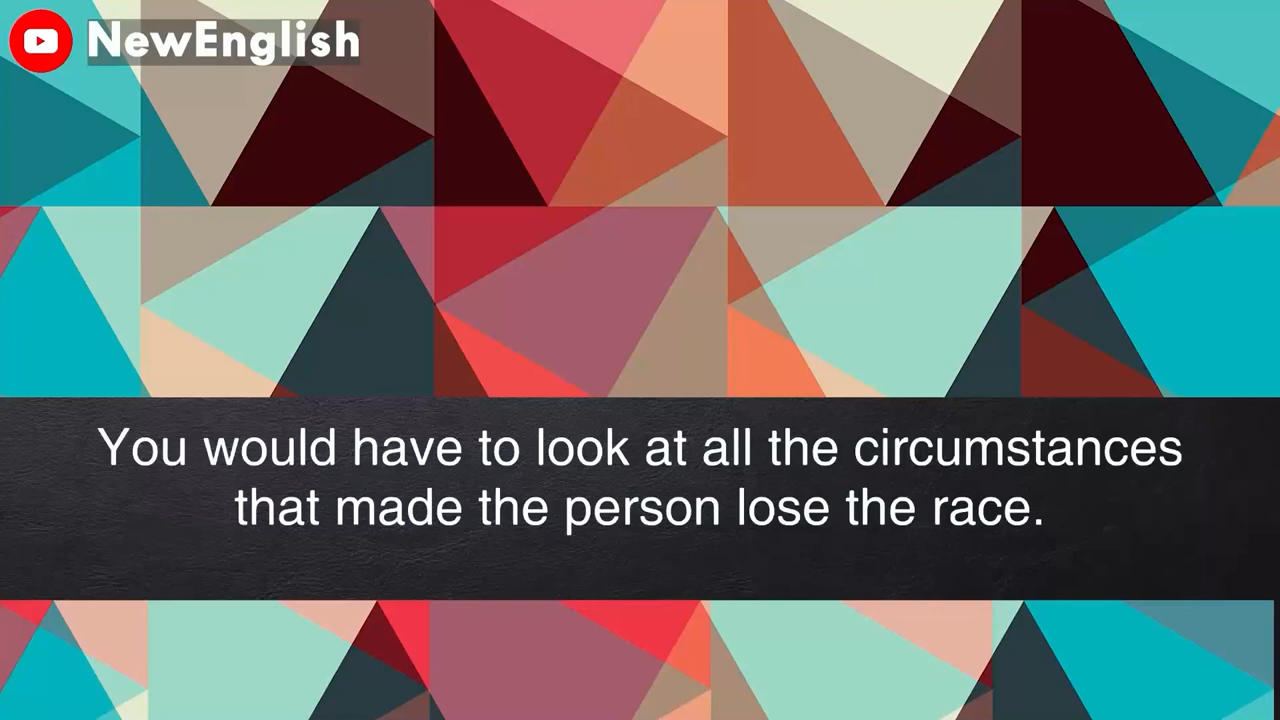 NewEnglish
You would have to look at all the circumstances
that made the person lose the race.